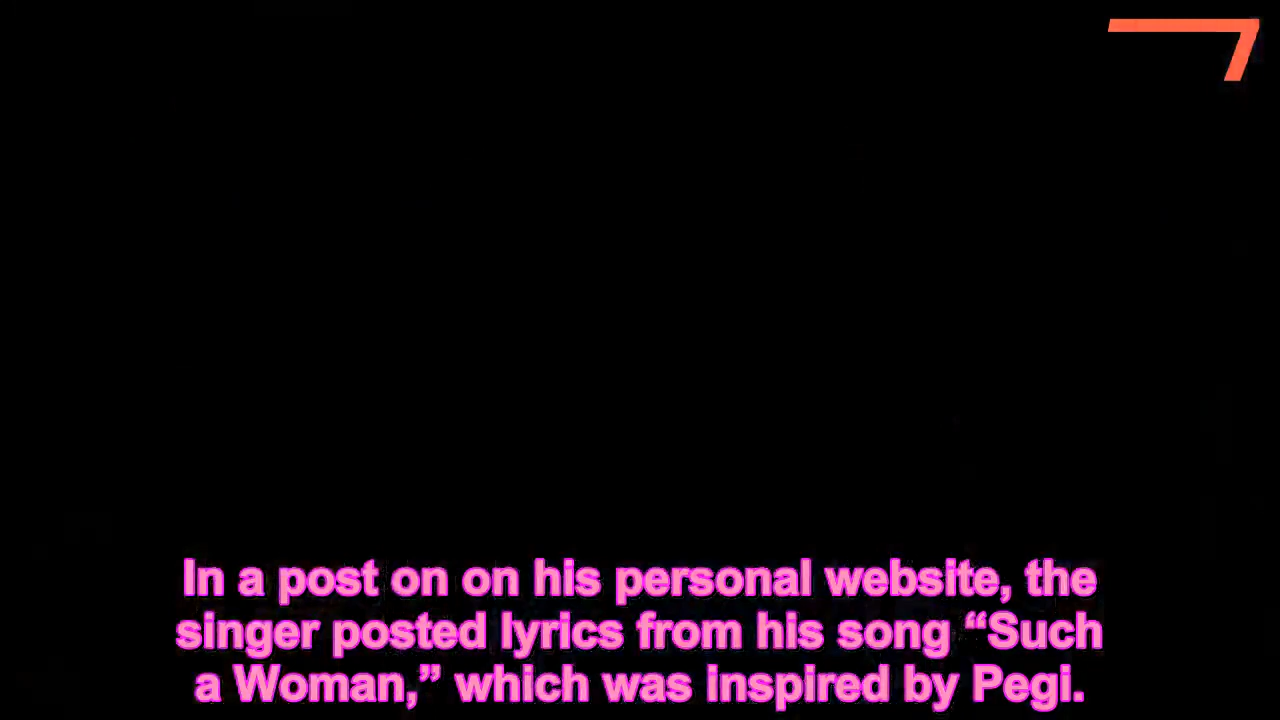 In a post on on his personal website, the
singer posted lyrics from his song “Such
a Woman,” which was inspired by Pegi.